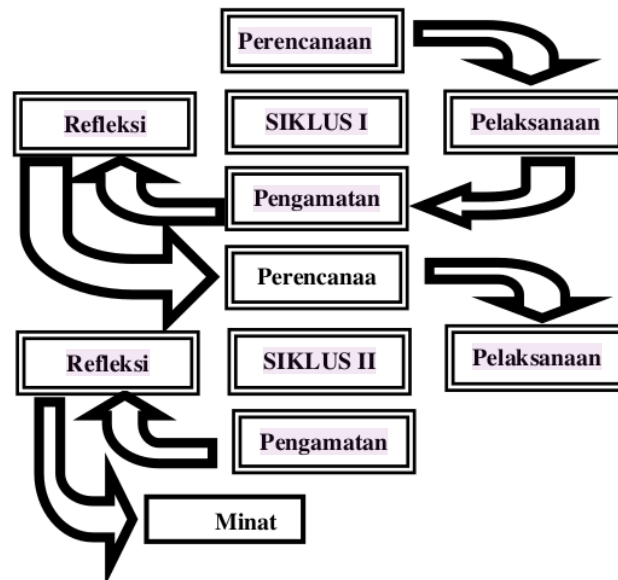 Perencanaan
Refleksi
SIKLUS I
Pelaksanaan
Pengamatan
Perencanaa
Refleksi
SIKLUS II
Pelaksanaan
Pengamatan
Minat